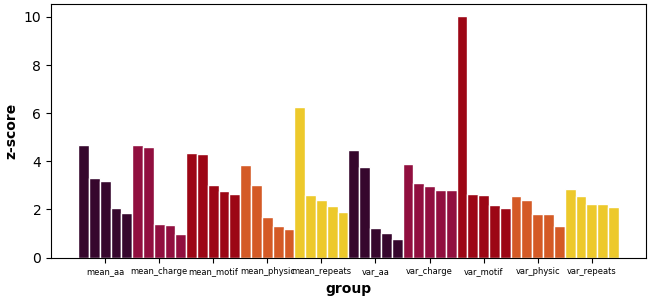 10
8
6
4
2
0
z-score
mean_aa mean_charge mean_motif mean_physic mean_repeats var_aa var_charge var_motif var_physic var_repeats
group